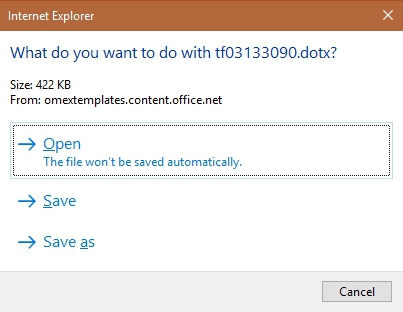 Internet Explorer
What do you want to do with tf03133090.dotx?
Size: 422 KB
From: omextemplates.content.office.net
Open
The file won't be saved automatically.
Save
Save as
Cancel